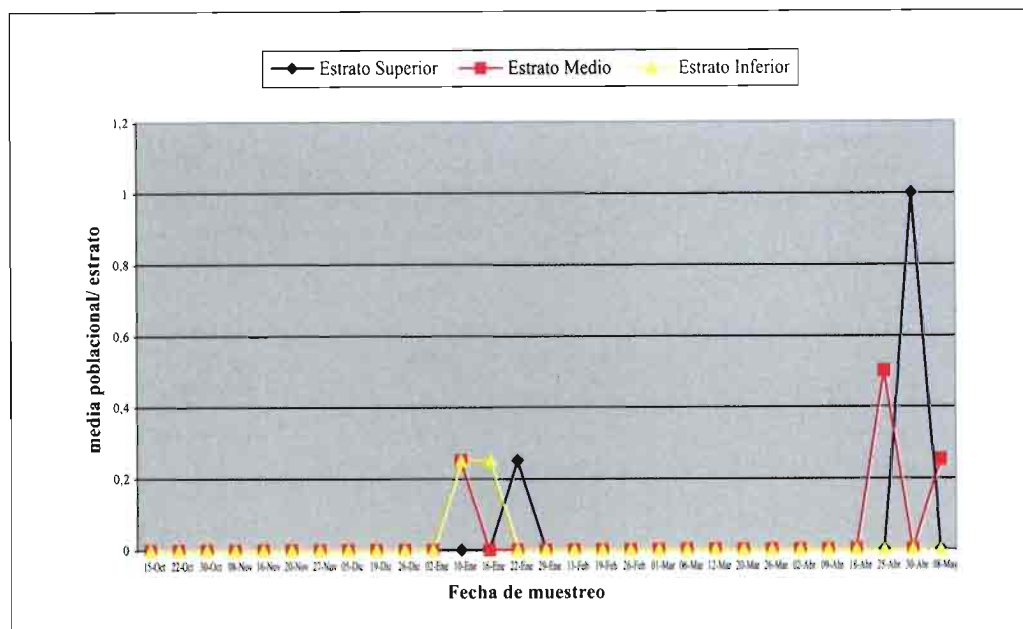 Estrato Superior Estrato Medio Estrato Inferior
1,2
1
0,8
0,6
0,4
0,2
0
media poblacional/ estrato
15-Oct 22-Oct 30-Oct 08-Nov 16-Nov 20-Nov 27-Nov 05-Dic 19-Dic 26-Dic 02-Ene 10-Ene 16-Ene 22-Ene 29-Ene 13-Feb 19-Feb 26-Feb 01-Mar 06-Mar 12-Mar 20-Mar 26-Mar 02-Abr 09-Abr 18-Abr 25-Abr 30-Abr 08-May
Fecha de muestreo